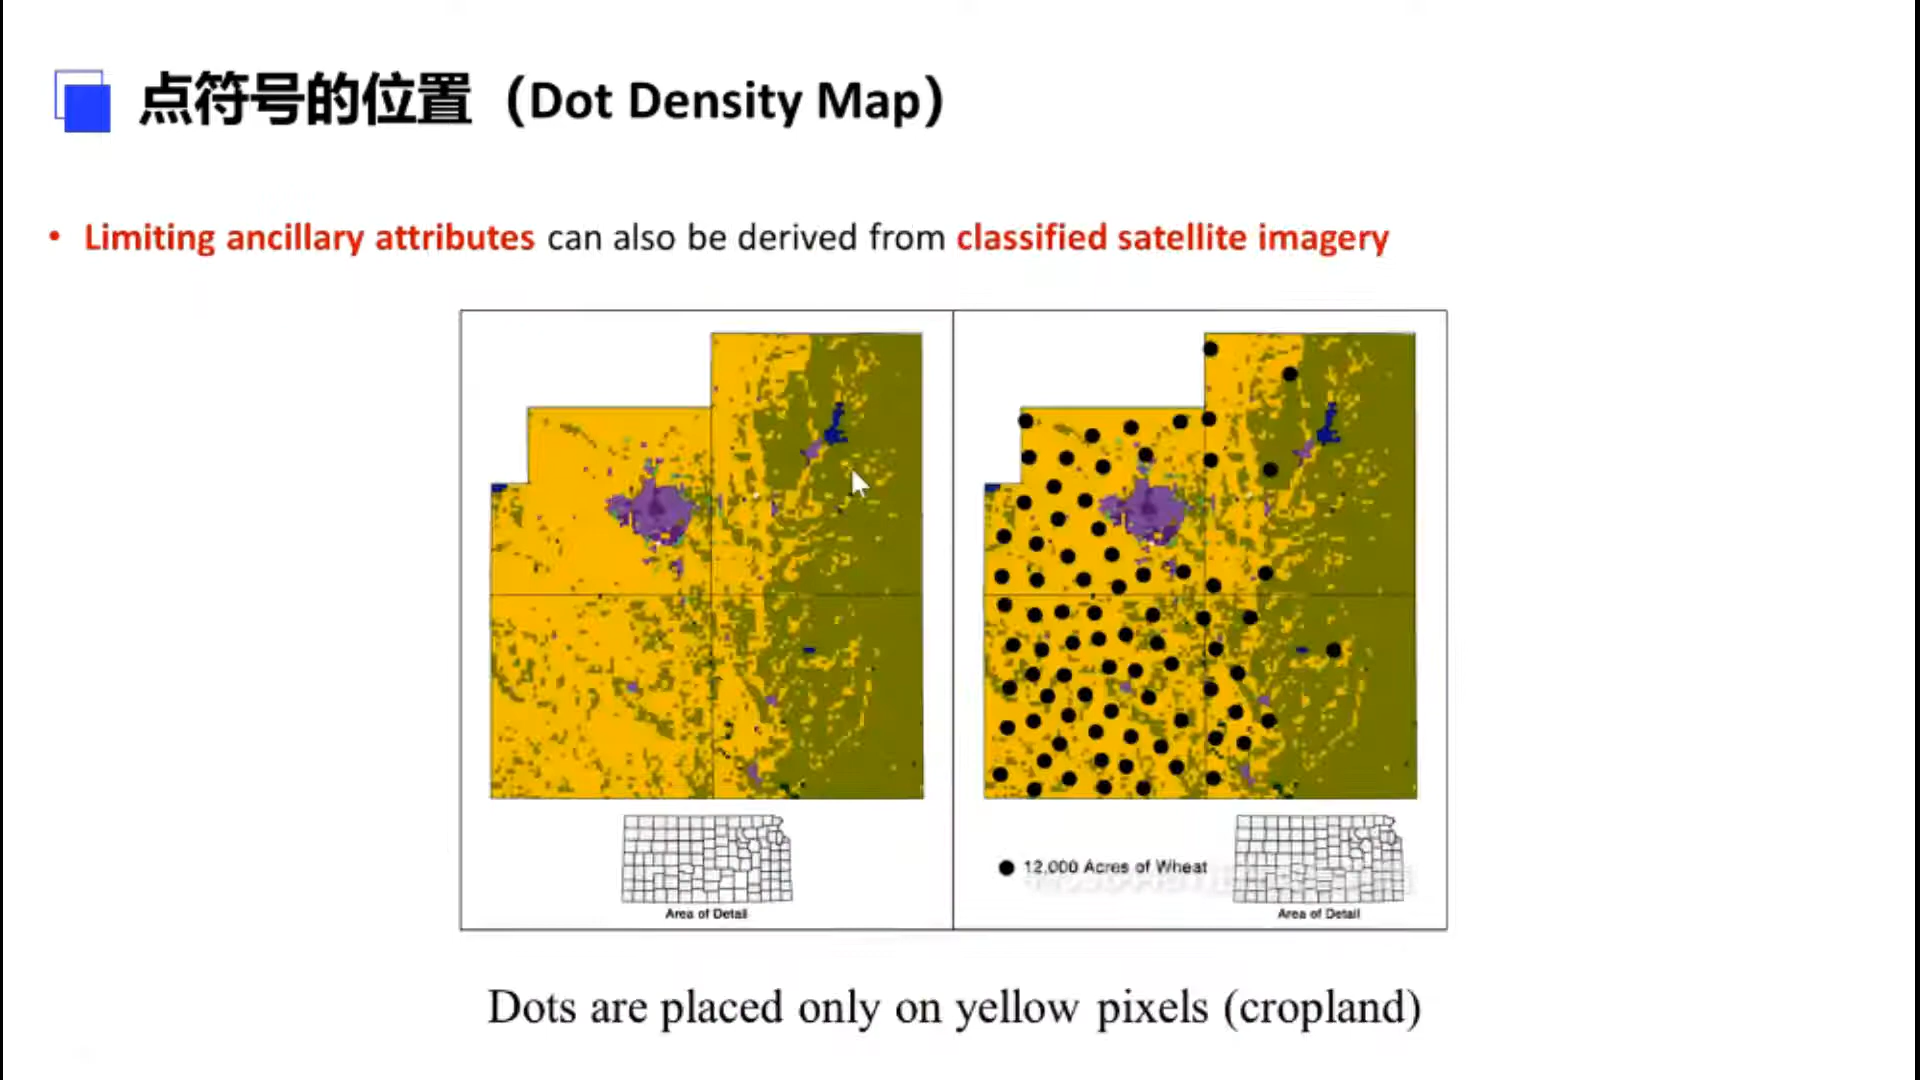 点符号的位置（Dot Density Map）
• Limiting ancillary attributes can also be derived from classified satellite imagery
12,000 Acres of Wheat
Area of Detail
Area of Detail
Dots are placed only on yellow pixels (cropland)